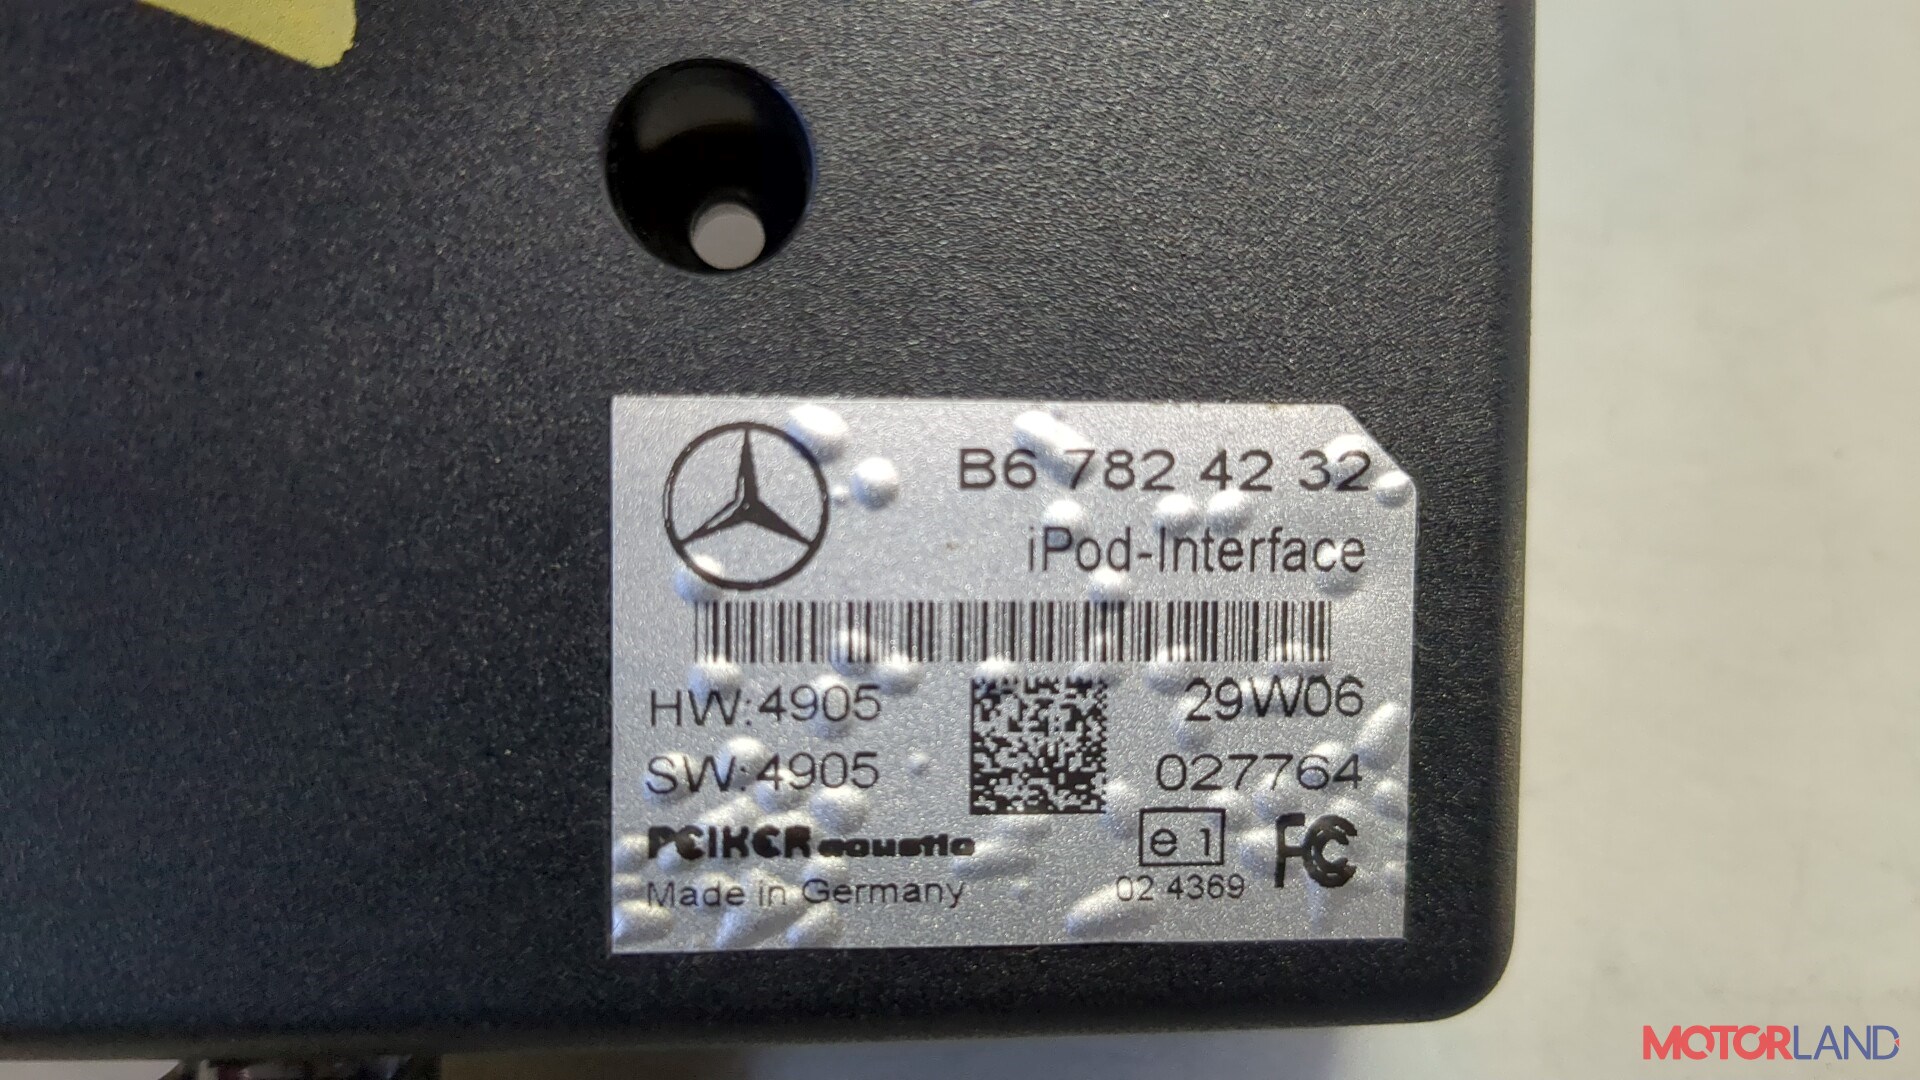 B6 782 42 32
iPod-Interface
HW:4905
29W06
SW:4905
027764
PEIKER acustic
e 1
FC
Made in Germany
02 4369
MOTORLAND